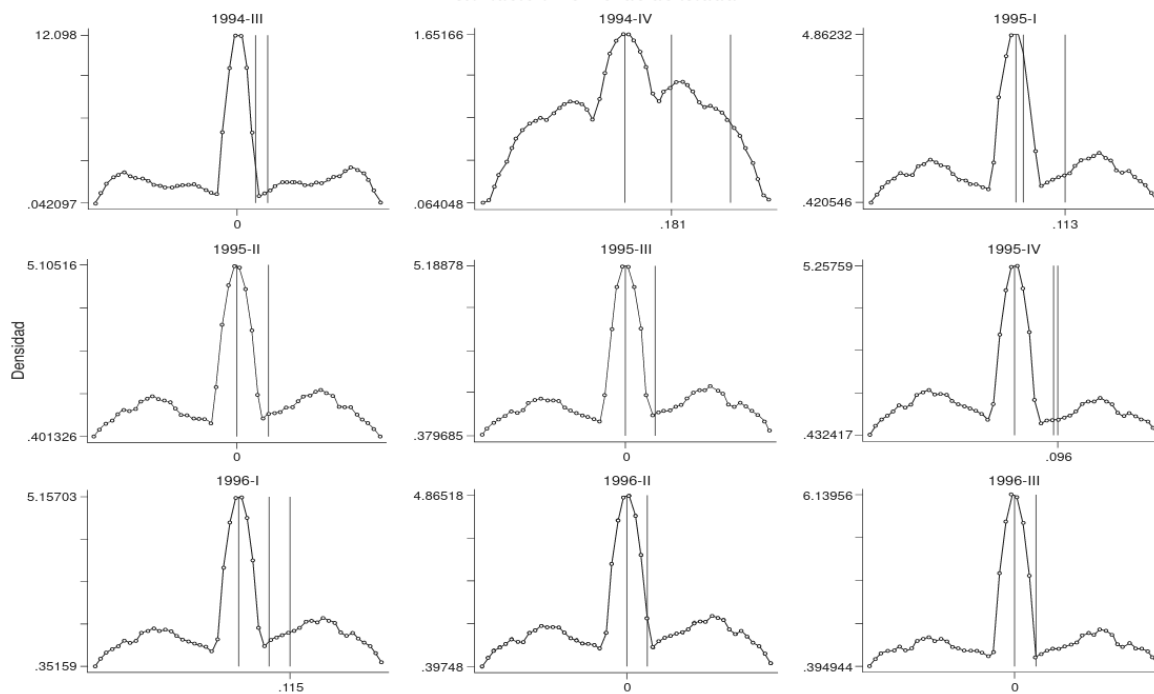 1994-III
1994-IV
1995-I
12.098
1.65166
4.86232
.042097
.064048
.420546
0
.181
.113
1995-II
1995-III
1995-IV
5.10516
5.18878
5.25759
Densidad
.401326
.379685
.432417
0
0
.096
1996-I
1996-II
1996-III
5.15703
4.86518
6.13956
.35159
.39748
.394944
.115
0
0